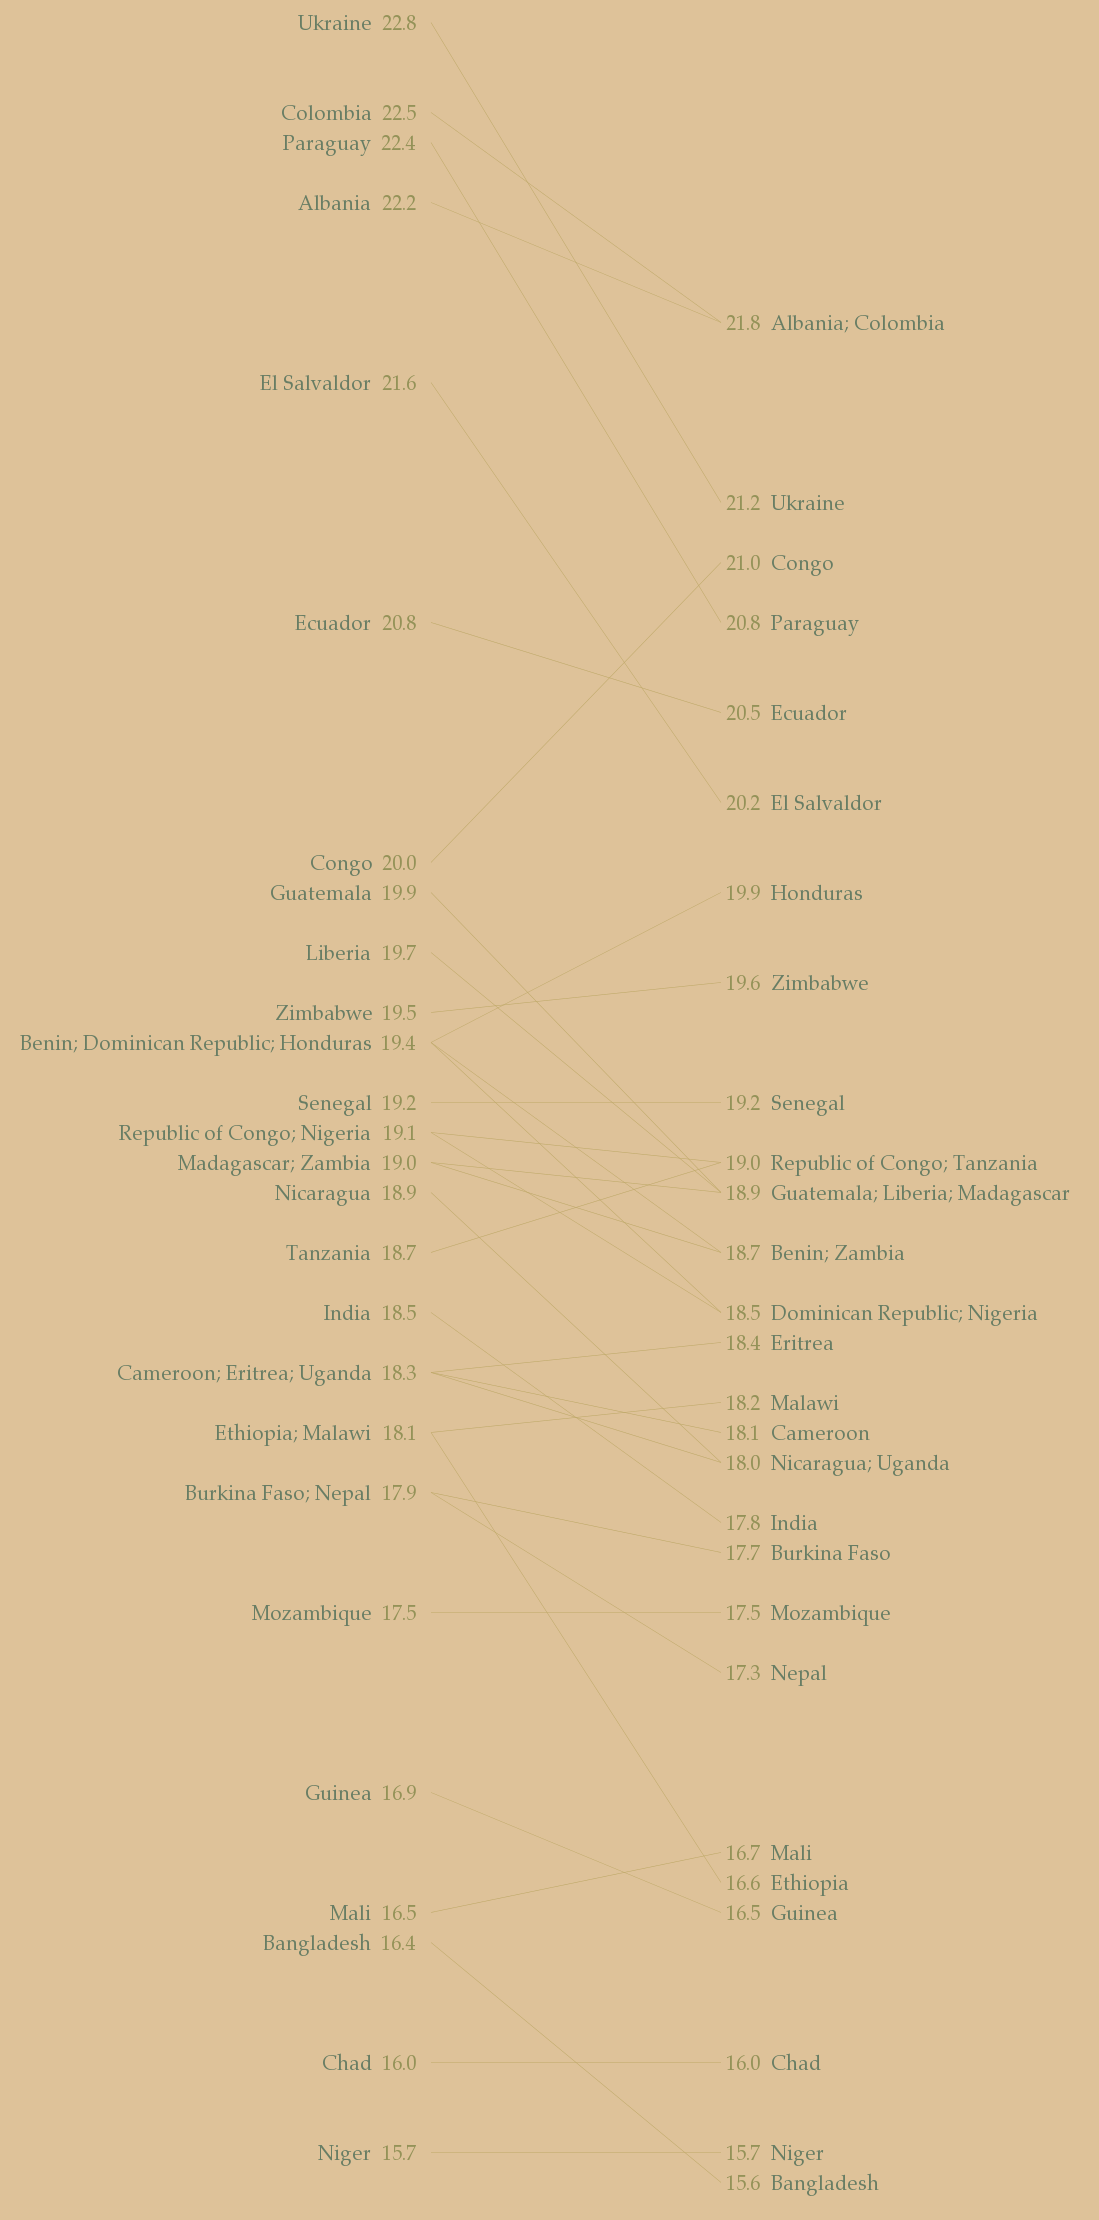 Ukraine 22.8
Colombia 22.5
Paraguay 22.4
Albania 22.2
21.8 Albania; Colombia
El Salvaldor 21.6
21.2 Ukraine
21.0 Congo
Ecuador 20.8
20.8 Paraguay
20.5 Ecuador
20.2 El Salvaldor
Congo 20.0
Guatemala 19.9
19.9 Honduras
Liberia 19.7
19.6 Zimbabwe
Zimbabwe 19.5
Benin; Dominican Republic; Honduras 19.4
Senegal 19.2
19.2 Senegal
Republic of Congo; Nigeria 19.1
Madagascar; Zambia 19.0
19.0 Republic of Congo; Tanzania
Nicaragua 18.9
18.9 Guatemala; Liberia; Madagascar
Tanzania 18.7
18.7 Benin; Zambia
India 18.5
18.5 Dominican Republic; Nigeria
18.4 Eritrea
Cameroon; Eritrea; Uganda 18.3
18.2 Malawi
Ethiopia; Malawi 18.1
18.1 Cameroon
18.0 Nicaragua; Uganda
Burkina Faso; Nepal 17.9
17.8 India
17.7 Burkina Faso
Mozambique 17.5
17.5 Mozambique
17.3 Nepal
Guinea 16.9
16.7 Mali
16.6 Ethiopia
Mali 16.5
16.5 Guinea
Bangladesh 16.4
Chad 16.0
16.0 Chad
Niger 15.7
15.7 Niger
15.6 Bangladesh